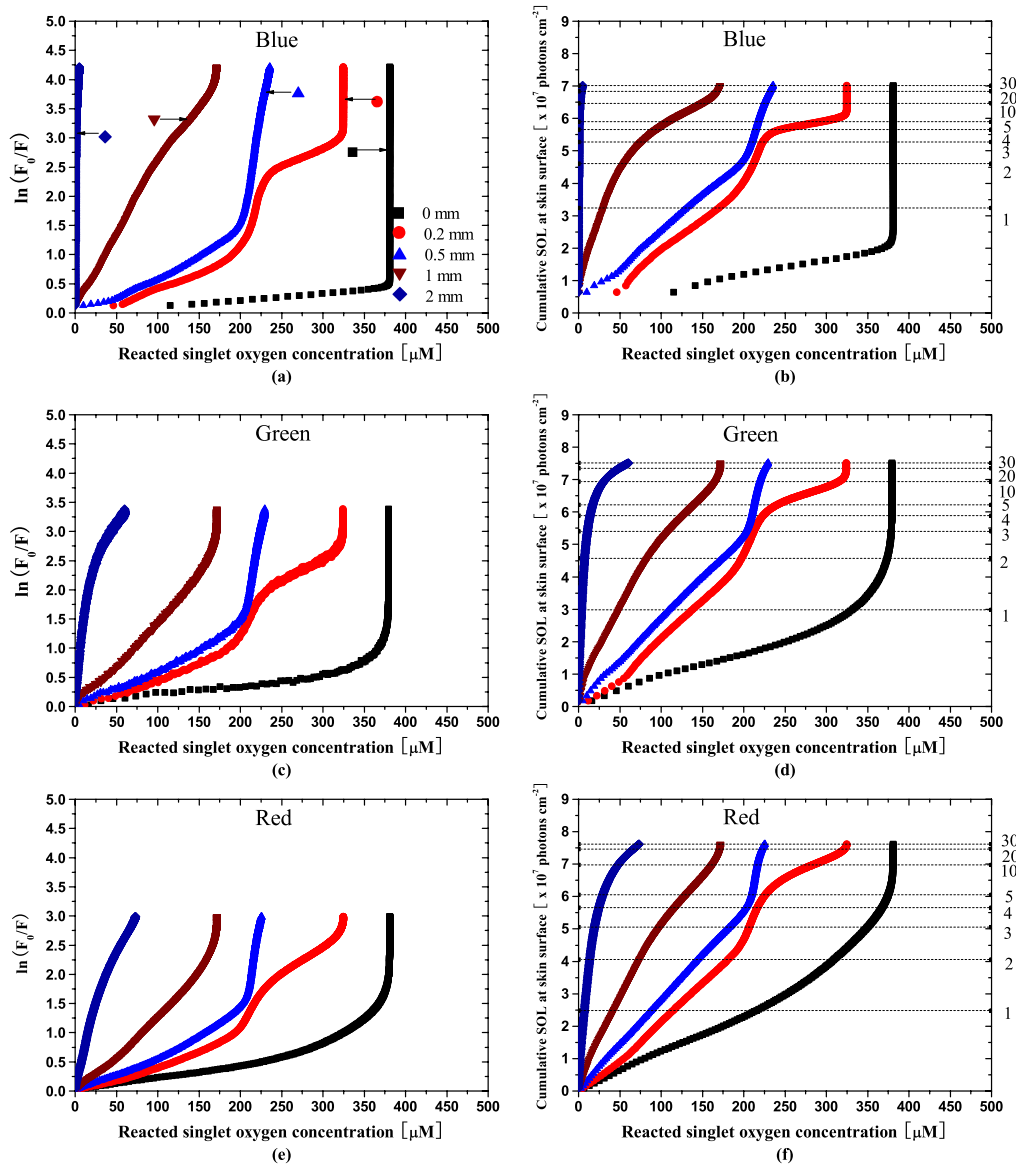 Blue
ln (F0/F)
5.0
4.5
4.0
3.5
3.0
2.5
2.0
1.5
1.0
0.5
0.0
0 mm
0.2 mm
0.5 mm
1 mm
2 mm
0 50 100 150 200 250 300 350 400 450 500
Reacted singlet oxygen concentration [μM]
(a)
Blue
Cumulative SOL at skin surface [ x 10⁷ photons cm⁻²]
9
8
7
6
5
4
3
2
1
0
30
20
10
5
4
3
2
1
0 50 100 150 200 250 300 350 400 450 500
Reacted singlet oxygen concentration [μM]
(b)
Green
ln (F0/F)
5.0
4.5
4.0
3.5
3.0
2.5
2.0
1.5
1.0
0.5
0.0
0 50 100 150 200 250 300 350 400 450 500
Reacted singlet oxygen concentration [μM]
(c)
Green
Cumulative SOL at skin surface [ x 10⁷ photons cm⁻²]
9
8
7
6
5
4
3
2
1
0
30
20
10
5
4
3
2
1
0 50 100 150 200 250 300 350 400 450 500
Reacted singlet oxygen concentration [μM]
(d)
Red
ln (F0/F)
5.0
4.5
4.0
3.5
3.0
2.5
2.0
1.5
1.0
0.5
0.0
0 50 100 150 200 250 300 350 400 450 500
Reacted singlet oxygen concentration [μM]
(e)
Red
Cumulative SOL at skin surface [ x 10⁷ photons cm⁻²]
9
8
7
6
5
4
3
2
1
0
30
20
10
5
4
3
2
1
0 50 100 150 200 250 300 350 400 450 500
Reacted singlet oxygen concentration [μM]
(f)